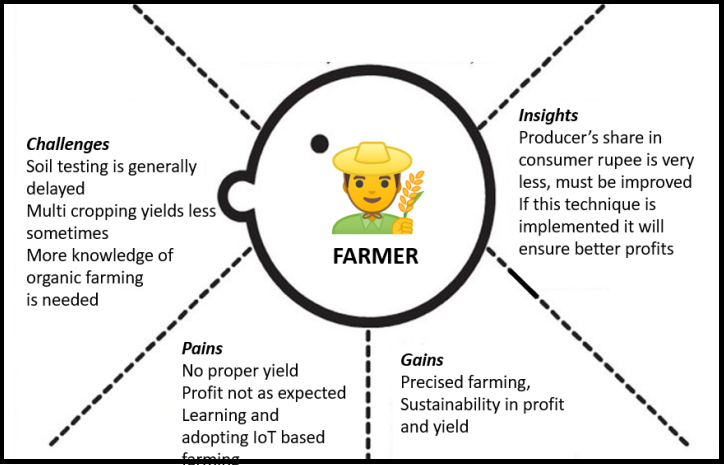 Challenges
Soil testing is generally
delayed
Multi cropping yields less
sometimes
More knowledge of
organic farming
is needed
Insights
Producer’s share in
consumer rupee is very
less, must be improved
If this technique is
implemented it will
ensure better profits
FARMER
Pains
No proper yield
Profit not as expected
Learning and
adopting IoT based
farming
Gains
Precised farming,
Sustainability in profit
and yield